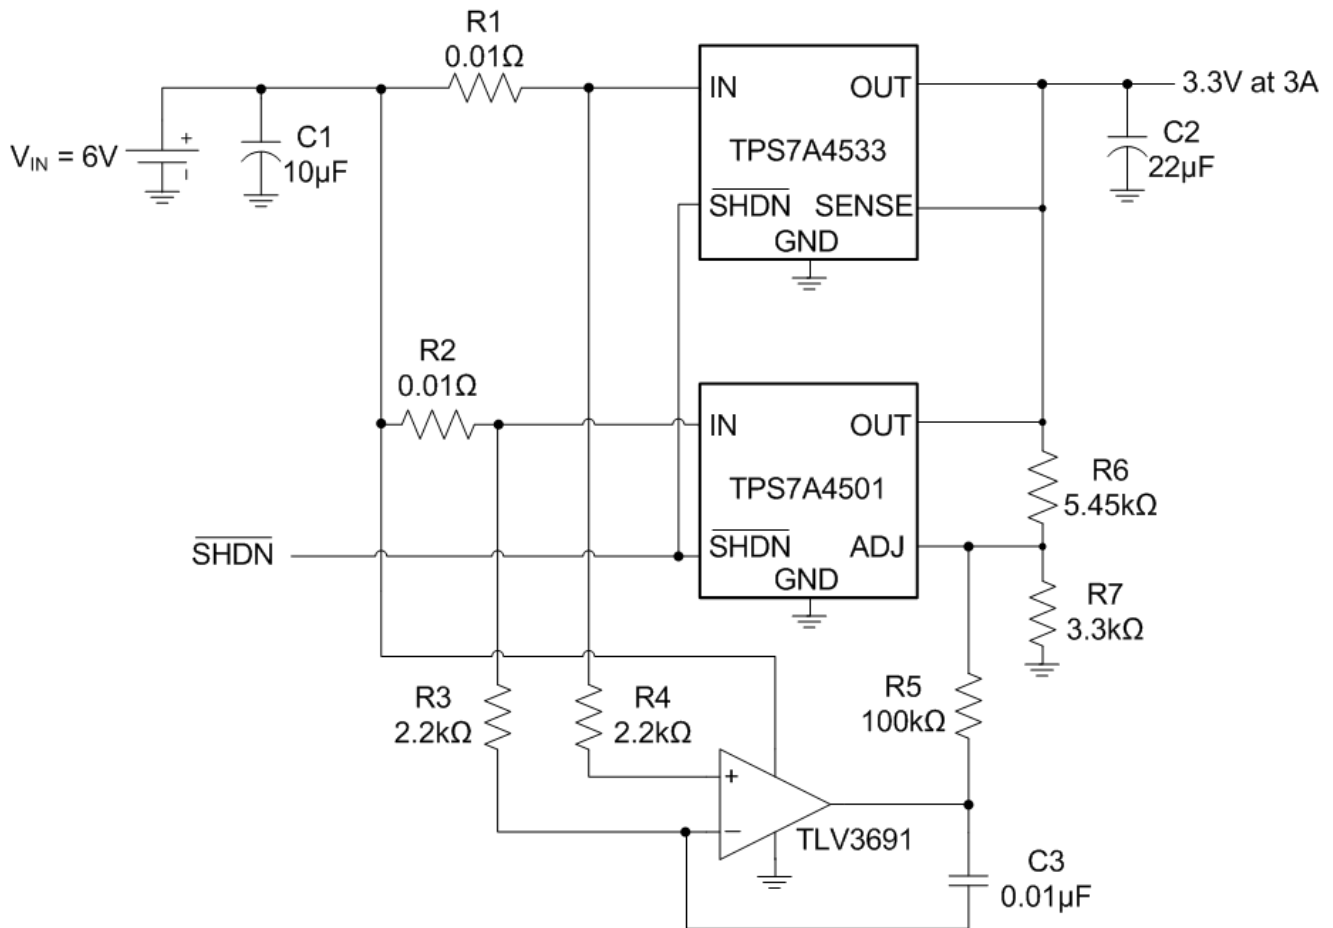 R1
0.01Ω
IN
OUT
3.3V at 3A
+
C1
10µF
C2
22µF
VIN = 6V
TPS7A4533
SHDN
SENSE
GND
R2
0.01Ω
IN
OUT
TPS7A4501
R6
5.45kΩ
SHDN
SHDN
ADJ
GND
R7
3.3kΩ
R3
2.2kΩ
R4
2.2kΩ
R5
100kΩ
+
−
TLV3691
C3
0.01µF